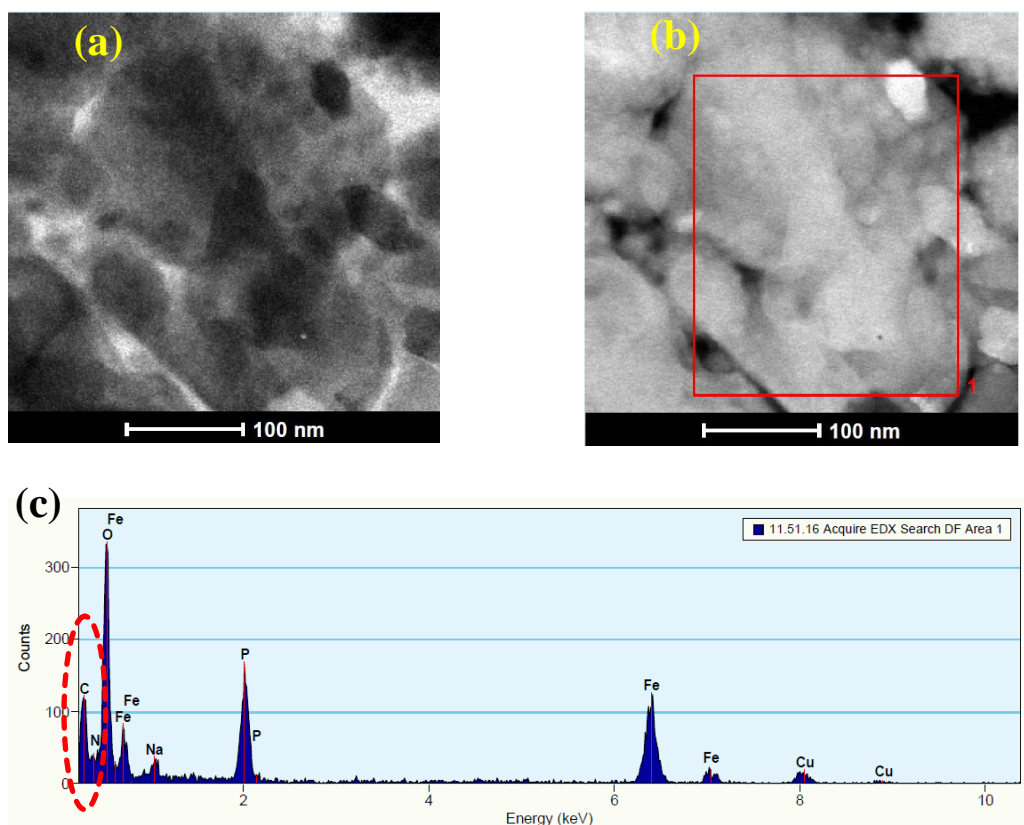 (a)
(b)
1
100 nm
100 nm
(c)
11.51.16 Acquire EDX Search DF Area 1
Counts
300
200
100
0
Fe
O
C
N
Fe
Fe
Na
P
P
Fe
Fe
Cu
Cu
2
4
6
8
10
Energy (keV)